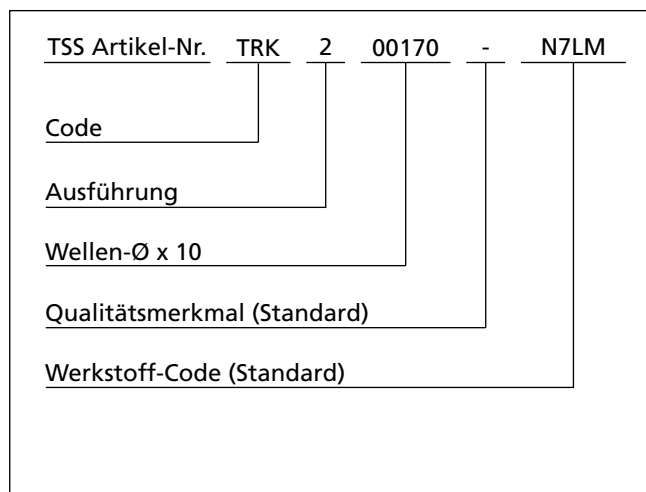 TSS Artikel-Nr. TRK 2 00170 - N7LM
Code
Ausführung
Wellen-Ø x 10
Qualitätsmerkmal (Standard)
Werkstoff-Code (Standard)